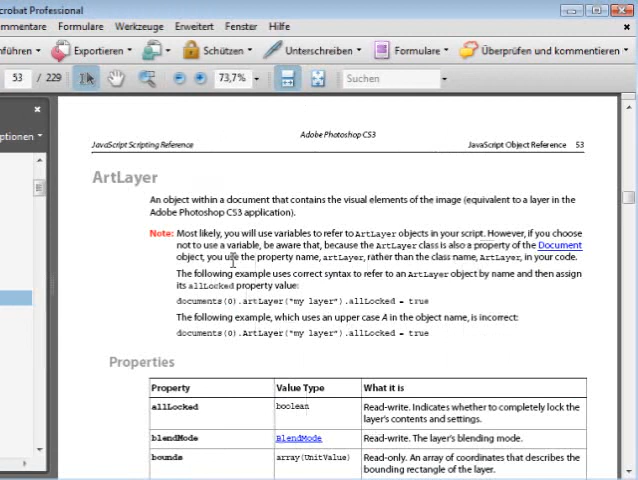 crobat Professional
mmentare Formulare Werkzeuge Erweitert Fenster Hilfe
ühren Exportieren Schützen Unterschreiben Formulare Überprüfen und kommentieren
53 / 229 73,7% Suchen
ptionen
Adobe Photoshop CS3
JavaScript Scripting Reference JavaScript Object Reference 53
ArtLayer
An object within a document that contains the visual elements of the image (equivalent to a layer in the
Adobe Photoshop CS3 application).
Note: Most likely, you will use variables to refer to ArtLayer objects in your script. However, if you choose
not to use a variable, be aware that, because the ArtLayer class is also a property of the Document
object, you use the property name, artLayer, rather than the class name, ArtLayer, in your code.
The following example uses correct syntax to refer to an ArtLayer object by name and then assign
its allLocked property value:
documents(0).artLayer("my layer").allLocked = true
The following example, which uses an upper case A in the object name, is incorrect:
documents(0).ArtLayer("my layer").allLocked = true
Properties
Property Value Type What it is
allLocked boolean Read-write. Indicates whether to completely lock the
layer's contents and settings.
blendMode BlendMode Read-write. The layer's blending mode.
bounds array(UnitValue) Read-only. An array of coordinates that describes the
bounding rectangle of the layer.